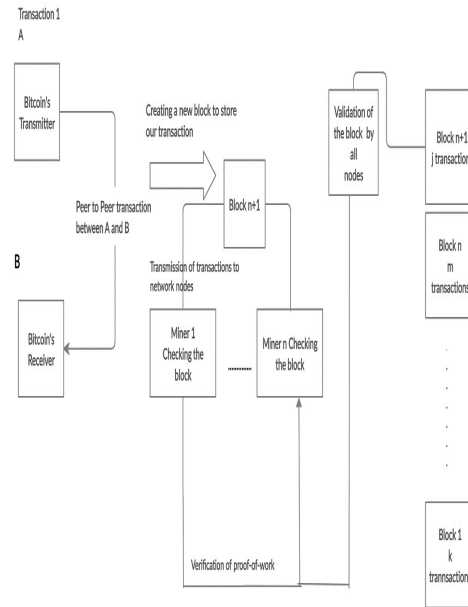 Transaction 1
A
Bitcoin's
Transmitter
Peer to Peer transaction
between A and B
B
Bitcoin's
Receiver
Creating a new block to store
our transaction
Block n+1
Transmission of transactions to
network nodes
Miner 1
Checking the
block
...........
Miner n Checking
the block
Verification of proof-of-work
Validation of
the block by
all
nodes
Block n+1
j transaction
Block n
m
transactions
Block 1
k
trannsaction